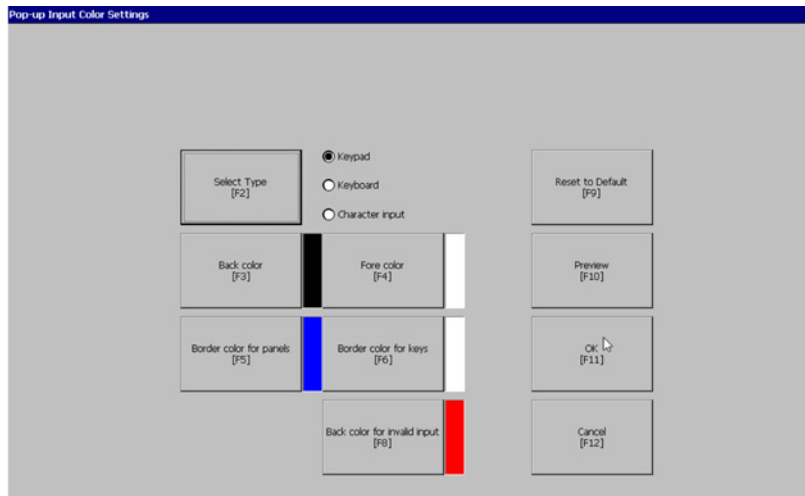 Pop-up Input Color Settings
Select Type
[F2]
Keypad
Keyboard
Character input
Reset to Default
[F9]
Back color
[F3]
Fore color
[F4]
Preview
[F10]
Border color for panels
[F5]
Border color for keys
[F6]
OK
[F11]
Back color for invalid input
[F8]
Cancel
[F12]